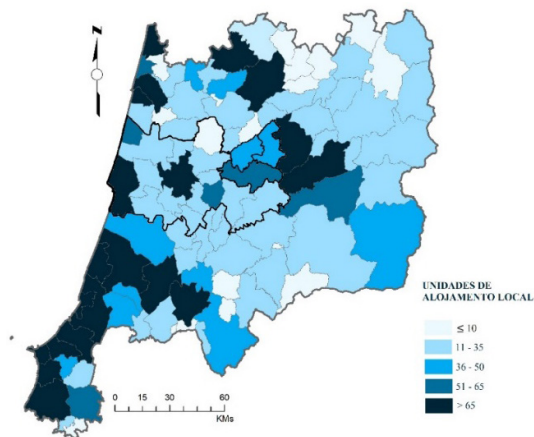 N
UNIDADES DE
ALOJAMENTO LOCAL
≤ 10
11 - 35
36 - 50
51 - 65
> 65
0 15 30 60
KMs